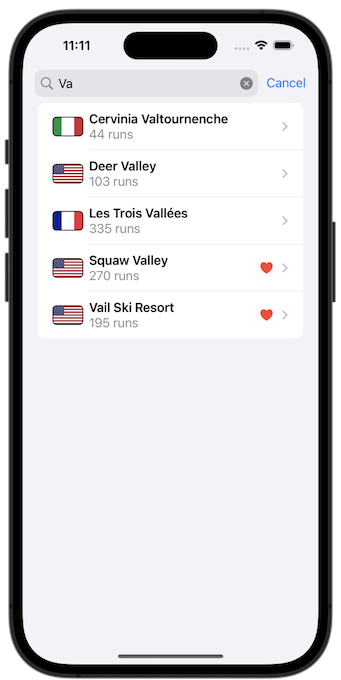 11:11
Va
Cancel
Cervinia Valtournenche
44 runs
Deer Valley
103 runs
Les Trois Vallées
335 runs
Squaw Valley
270 runs
Vail Ski Resort
195 runs